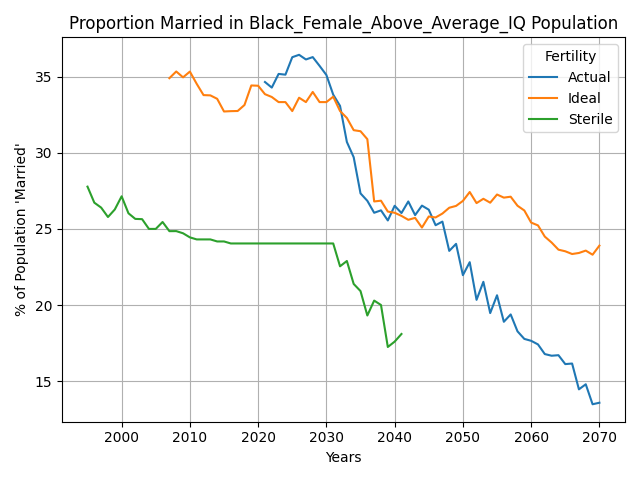 Proportion Married in Black_Female_Above_Average_IQ Population
Fertility
Actual
Ideal
Sterile
% of Population 'Married'
35
30
25
20
15
2000 2010 2020 2030 2040 2050 2060 2070
Years